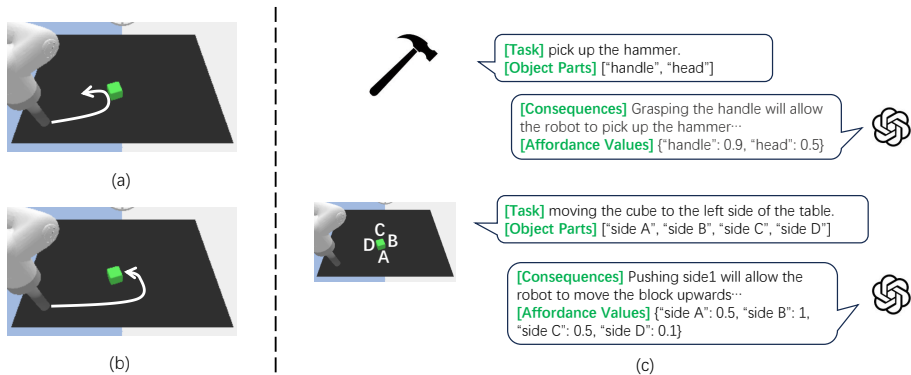 (a)
(b)
[Task] pick up the hammer.
[Object Parts] ["handle", "head"]
[Consequences] Grasping the handle will allow
the robot to pick up the hammer···
[Affordance Values] {"handle": 0.9, "head": 0.5}
C
D B
A
[Task] moving the cube to the left side of the table.
[Object Parts] ["side A", "side B", "side C", "side D"]
[Consequences] Pushing side1 will allow the
robot to move the block upwards···
[Affordance Values] {"side A": 0.5, "side B": 1,
"side C": 0.5, "side D": 0.1}
(c)